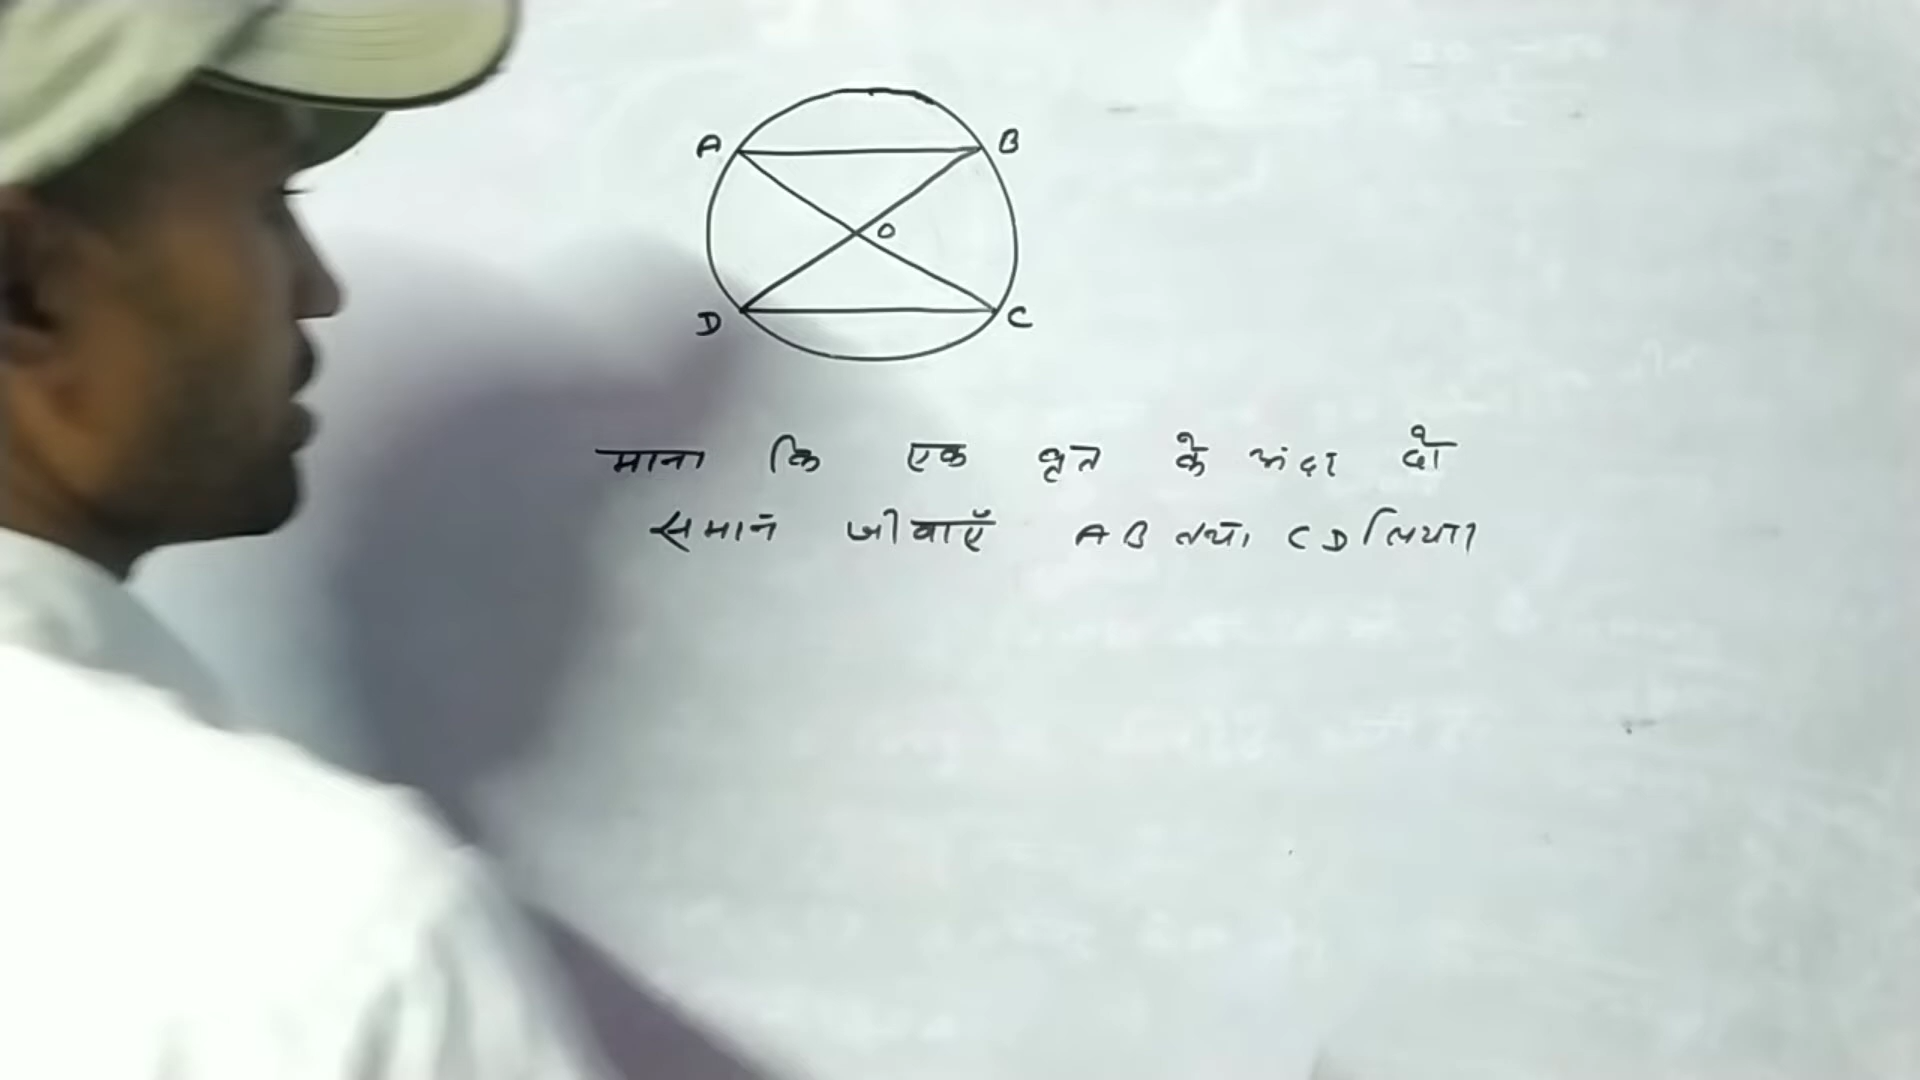 A B
O
D C
माना कि एक वृत के अंदर दो
समान जीवाएँ AB तथा CD लिया।